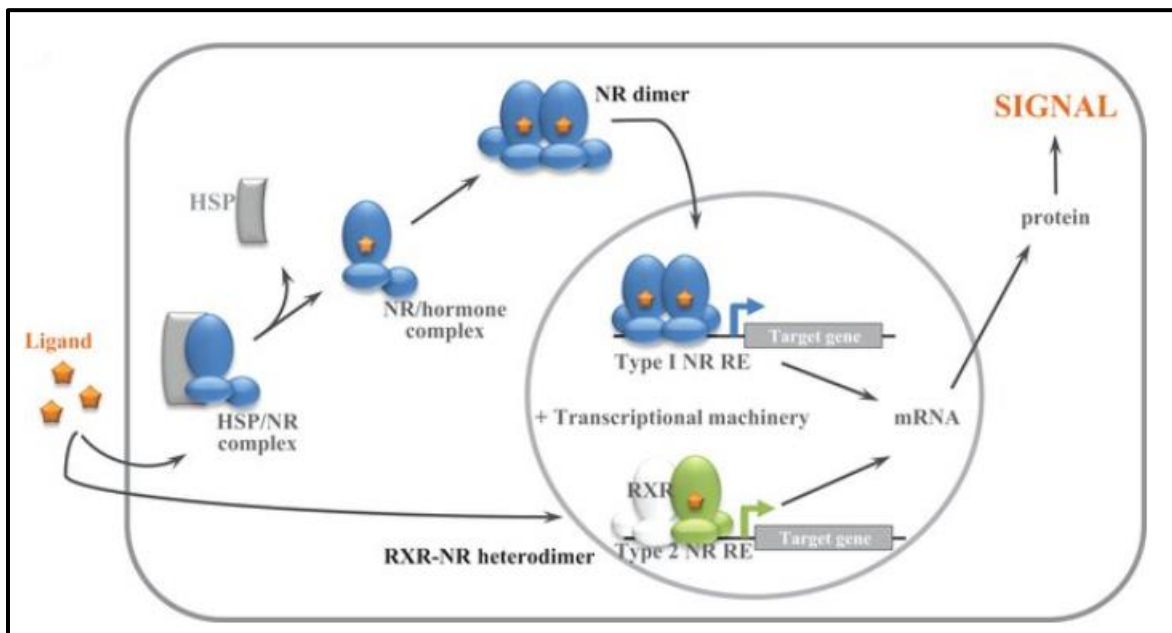 NR dimer
SIGNAL
HSP
protein
NR/hormone
complex
Ligand
Target gene
Type I NR RE
HSP/NR
complex
+ Transcriptional machinery
mRNA
RXR
Type 2 NR RE
Target gene
RXR-NR heterodimer